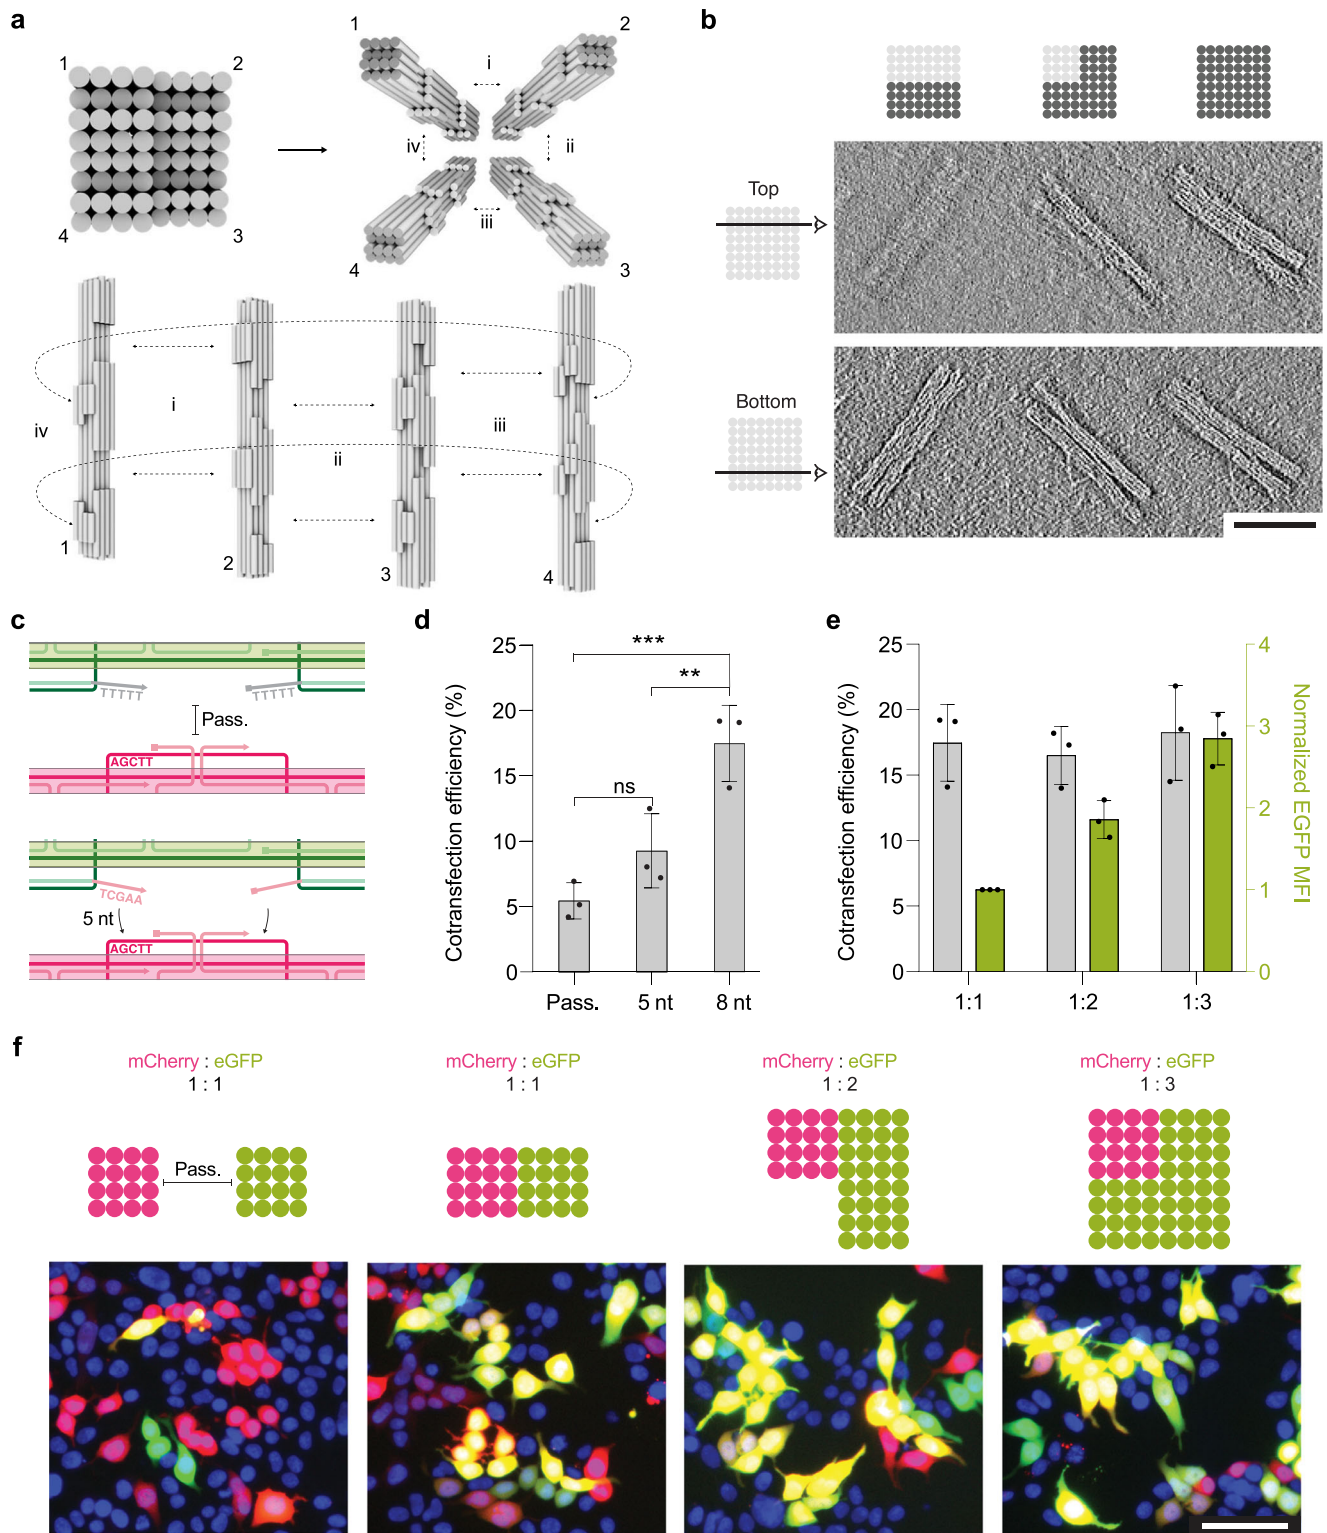 a
1
2
4
3
1
2
i
iv
ii
iii
4
3
iv
i
ii
iii
1
2
3
4
b
Top
Bottom
c
TTTTT
TTTTT
Pass.
AGCTT
TCGAA
5 nt
AGCTT
d
Cotransfection efficiency (%)
25
20
15
10
5
0
***
**
ns
Pass.
5 nt
8 nt
e
Cotransfection efficiency (%)
25
20
15
10
5
0
4
3
2
1
0
Normalized EGFP MFI
1:1
1:2
1:3
f
mCherry : eGFP
1 : 1
Pass.
mCherry : eGFP
1 : 1
mCherry : eGFP
1 : 2
mCherry : eGFP
1 : 3